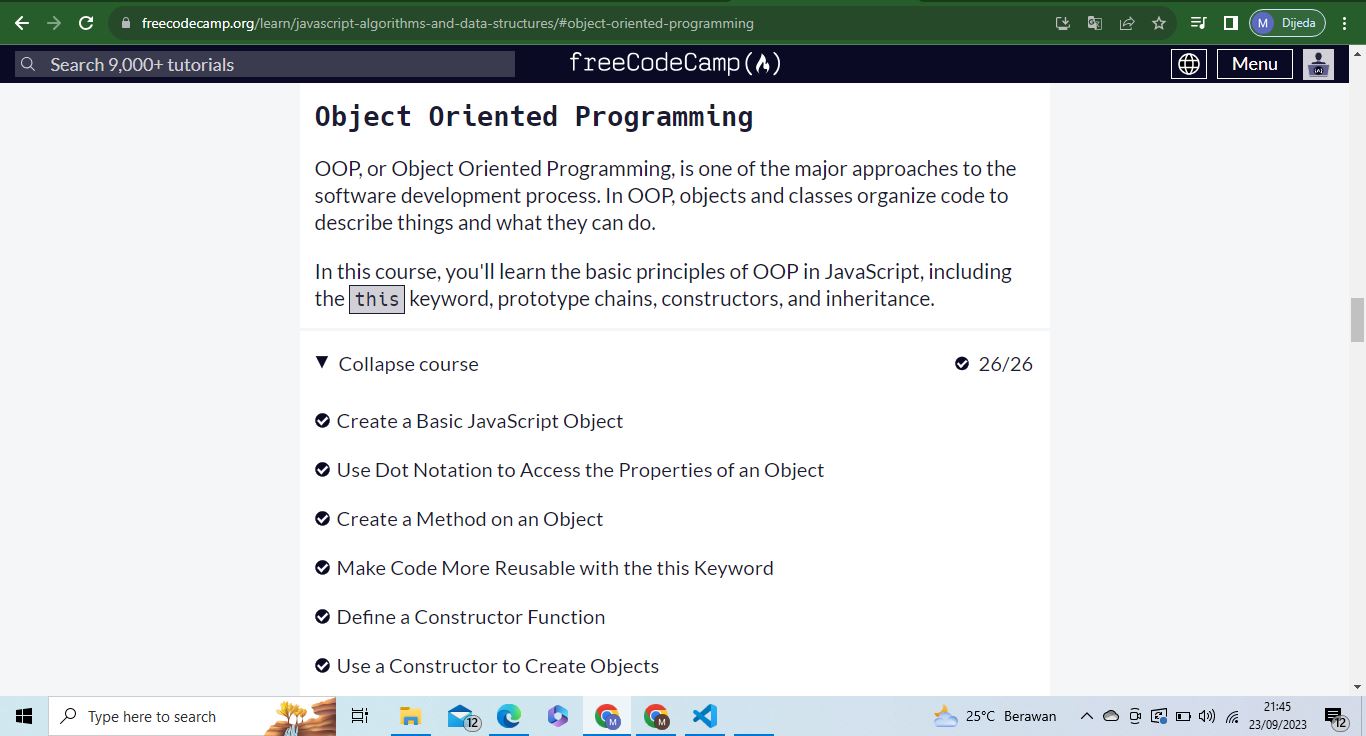 freecodecamp.org/learn/javascript-algorithms-and-data-structures/#object-oriented-programming
M Dijeda
Search 9,000+ tutorials
freeCodeCamp(🔥)
Menu
Object Oriented Programming
OOP, or Object Oriented Programming, is one of the major approaches to the
software development process. In OOP, objects and classes organize code to
describe things and what they can do.
In this course, you'll learn the basic principles of OOP in JavaScript, including
the this keyword, prototype chains, constructors, and inheritance.
Collapse course 26/26
Create a Basic JavaScript Object
Use Dot Notation to Access the Properties of an Object
Create a Method on an Object
Make Code More Reusable with the this Keyword
Define a Constructor Function
Use a Constructor to Create Objects
Type here to search
12
M
M
25°C Berawan
21:45
23/09/2023
12